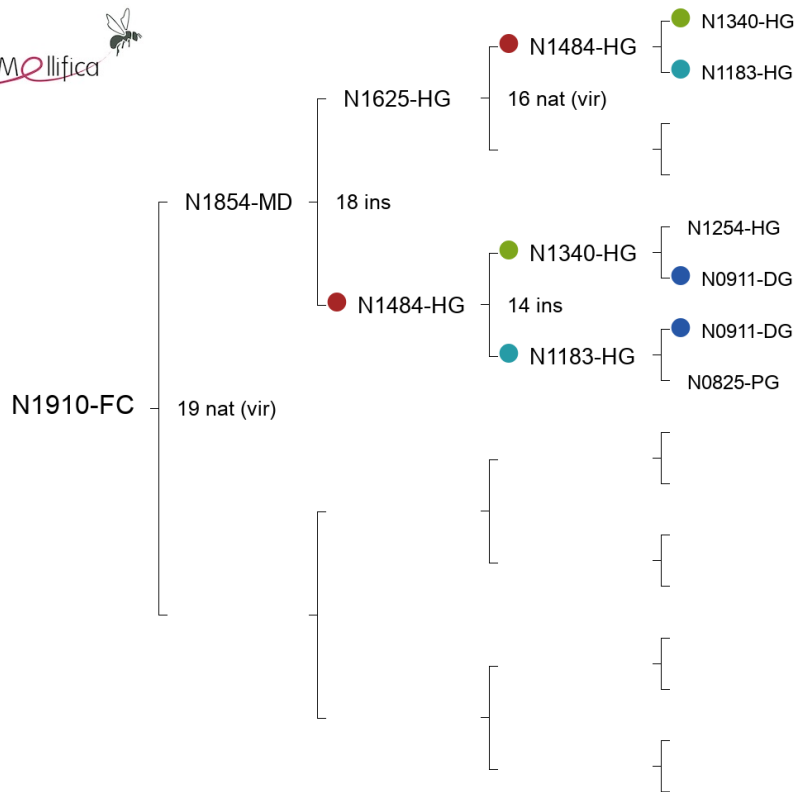 Mellifica
N1340-HG
N1484-HG
N1183-HG
N1625-HG
16 nat (vir)
N1854-MD
18 ins
N1254-HG
N1340-HG
N0911-DG
N1484-HG
14 ins
N0911-DG
N1183-HG
N0825-PG
N1910-FC
19 nat (vir)